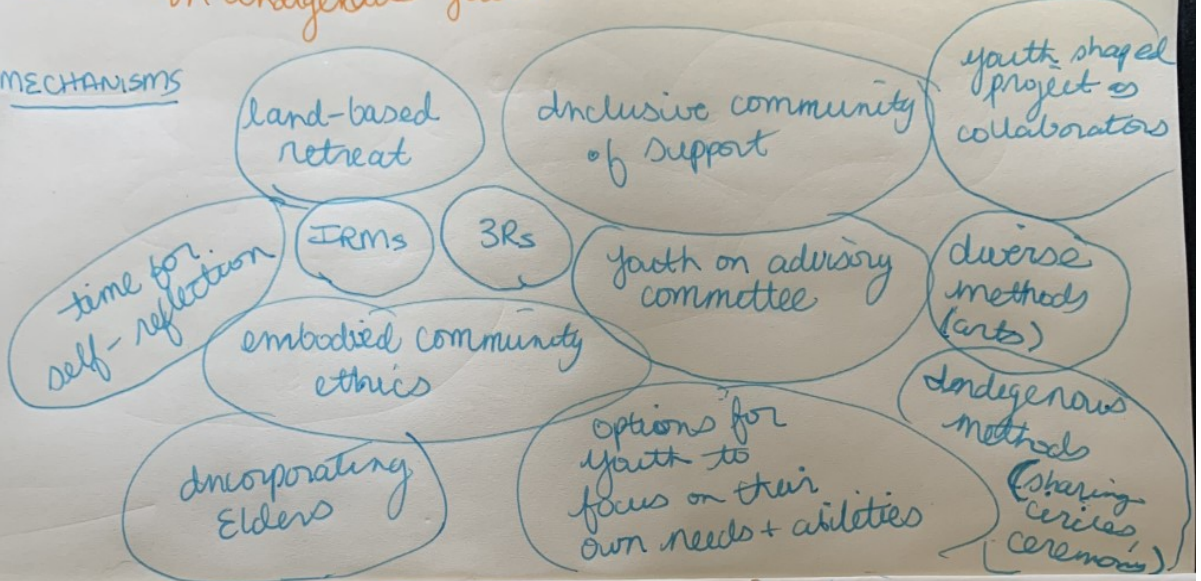 MECHANISMS
land-based
retreat
Inclusive community
of support
youth shaped
project as
collaborators
time for
self-reflection
IRMs
3Rs
Youth on advisory
committee
diverse
methods
(arts)
embodied community
ethics
Indigenous
methods
(sharing
circles,
ceremony)
Incorporating
Elders
options for
youth to
focus on their
own needs + abilities